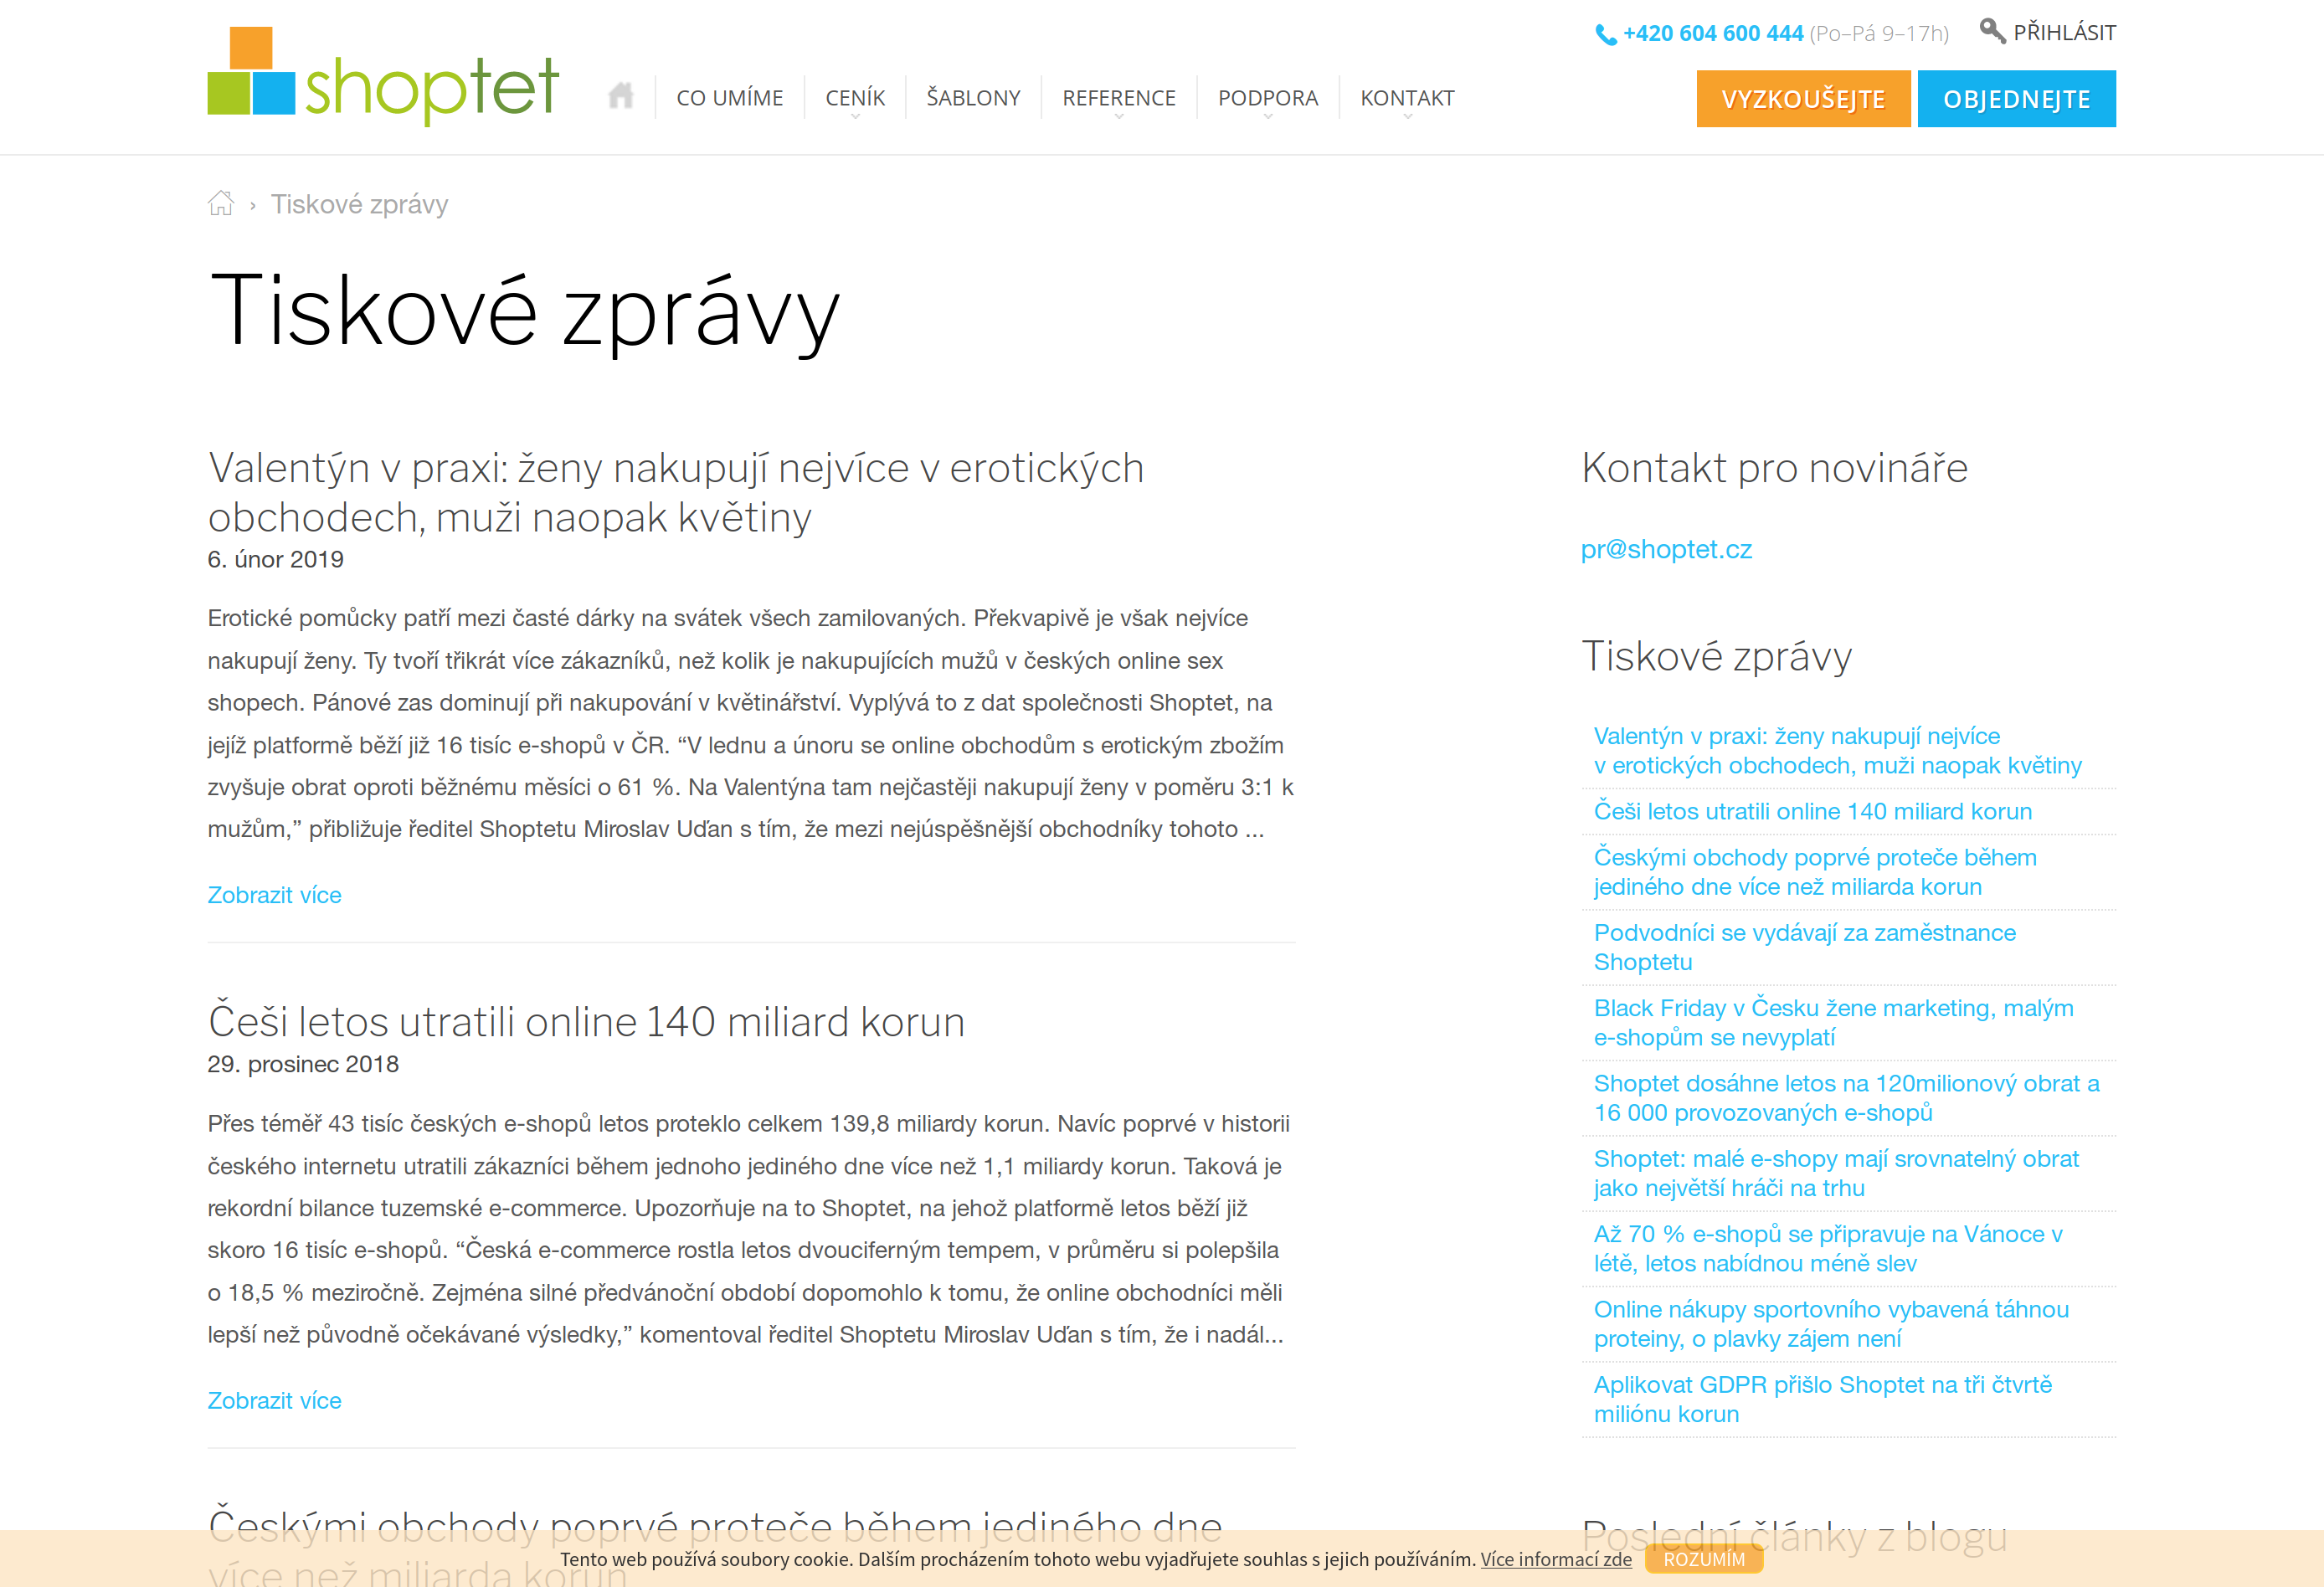 +420 604 600 444 (Po–Pá 9–17h) PŘIHLÁSIT
shoptet
CO UMÍME CENÍK ŠABLONY REFERENCE PODPORA KONTAKT
VYZKOUŠEJTE OBJEDNEJTE
› Tiskové zprávy
Tiskové zprávy
Valentýn v praxi: ženy nakupují nejvíce v erotických
obchodech, muži naopak květiny
6. únor 2019
Erotické pomůcky patří mezi časté dárky na svátek všech zamilovaných. Překvapivě je však nejvíce
nakupují ženy. Ty tvoří třikrát více zákazníků, než kolik je nakupujících mužů v českých online sex
shopech. Pánové zas dominují při nakupování v květinářství. Vyplývá to z dat společnosti Shoptet, na
jejíž platformě běží již 16 tisíc e-shopů v ČR. “V lednu a únoru se online obchodům s erotickým zbožím
zvyšuje obrat oproti běžnému měsíci o 61 %. Na Valentýna tam nejčastěji nakupují ženy v poměru 3:1 k
mužům,” přibližuje ředitel Shoptetu Miroslav Uďan s tím, že mezi nejúspěšnější obchodníky tohoto ...
Zobrazit více
Češi letos utratili online 140 miliard korun
29. prosinec 2018
Přes téměř 43 tisíc českých e-shopů letos proteklo celkem 139,8 miliardy korun. Navíc poprvé v historii
českého internetu utratili zákazníci během jednoho jediného dne více než 1,1 miliardy korun. Taková je
rekordní bilance tuzemské e-commerce. Upozorňuje na to Shoptet, na jehož platformě letos běží již
skoro 16 tisíc e-shopů. “Česká e-commerce rostla letos dvouciferným tempem, v průměru si polepšila
o 18,5 % meziročně. Zejména silné předvánoční období dopomohlo k tomu, že online obchodníci měli
lepší než původně očekávané výsledky,” komentoval ředitel Shoptetu Miroslav Uďan s tím, že i nadál...
Zobrazit více
Českými obchody poprvé proteče během jediného dne
více než miliarda korun
Kontakt pro novináře
pr@shoptet.cz
Tiskové zprávy
Valentýn v praxi: ženy nakupují nejvíce
v erotických obchodech, muži naopak květiny
Češi letos utratili online 140 miliard korun
Českými obchody poprvé proteče během
jediného dne více než miliarda korun
Podvodníci se vydávají za zaměstnance
Shoptetu
Black Friday v Česku žene marketing, malým
e-shopům se nevyplatí
Shoptet dosáhne letos na 120milionový obrat a
16 000 provozovaných e-shopů
Shoptet: malé e-shopy mají srovnatelný obrat
jako největší hráči na trhu
Až 70 % e-shopů se připravuje na Vánoce v
létě, letos nabídnou méně slev
Online nákupy sportovního vybavená táhnou
proteiny, o plavky zájem není
Aplikovat GDPR přišlo Shoptet na tři čtvrtě
miliónu korun
Poslední články z blogu
Tento web používá soubory cookie. Dalším procházením tohoto webu vyjadřujete souhlas s jejich používáním. Více informací zde ROZUMÍM